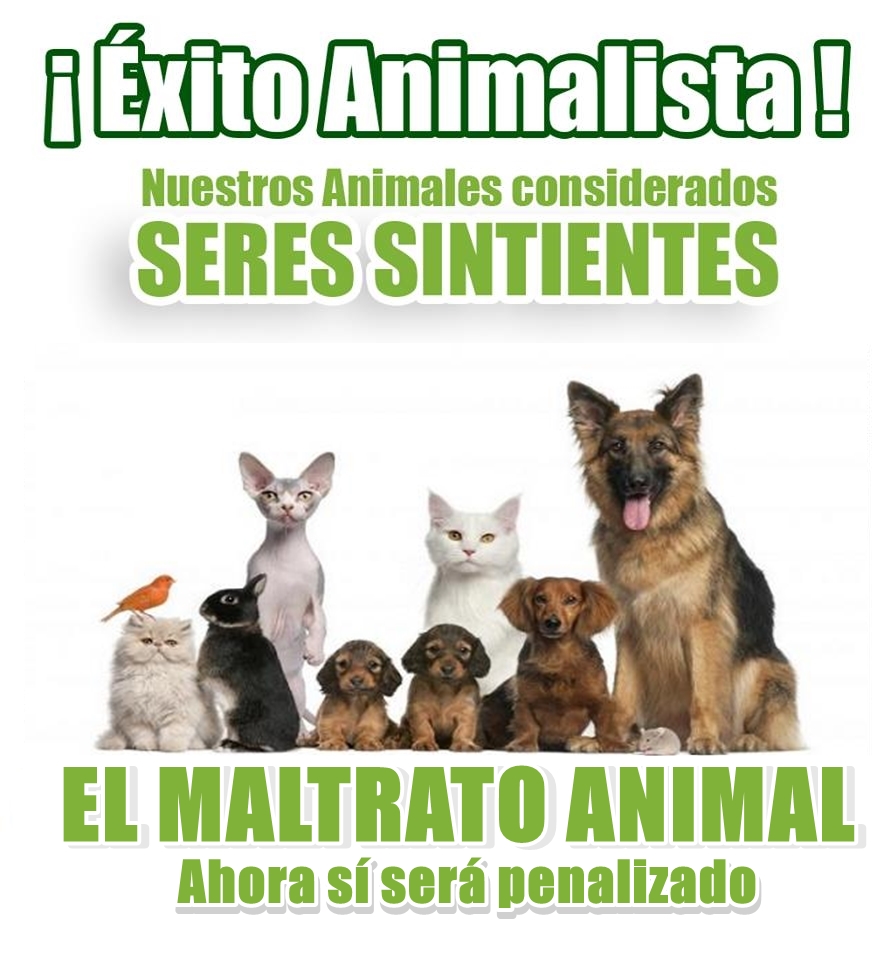 ¡ Éxito Animalista !
Nuestros Animales considerados
SERES SINTIENTES
EL MALTRATO ANIMAL
Ahora sí será penalizado